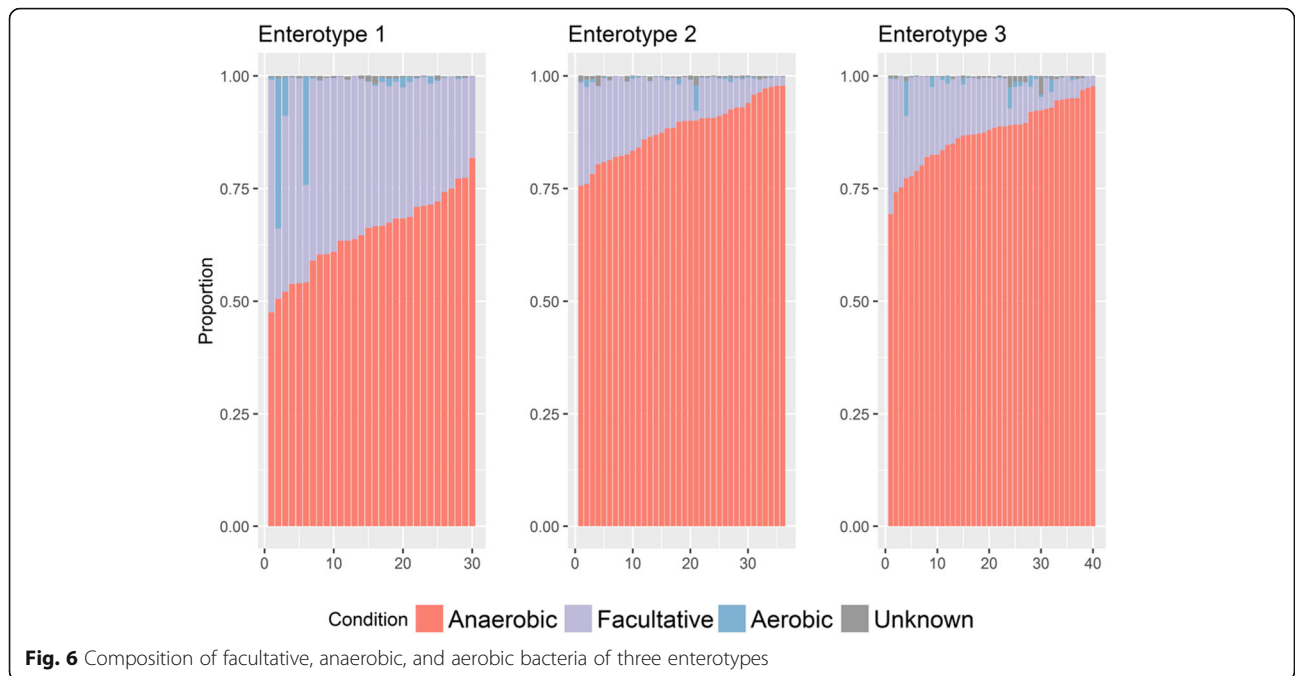 Enterotype 1
Enterotype 2
Enterotype 3
Proportion
1.00
0.75
0.50
0.25
0.00
0 10 20 30
1.00
0.75
0.50
0.25
0.00
0 10 20 30
1.00
0.75
0.50
0.25
0.00
0 10 20 30 40
Condition Anaerobic Facultative Aerobic Unknown
Fig. 6 Composition of facultative, anaerobic, and aerobic bacteria of three enterotypes